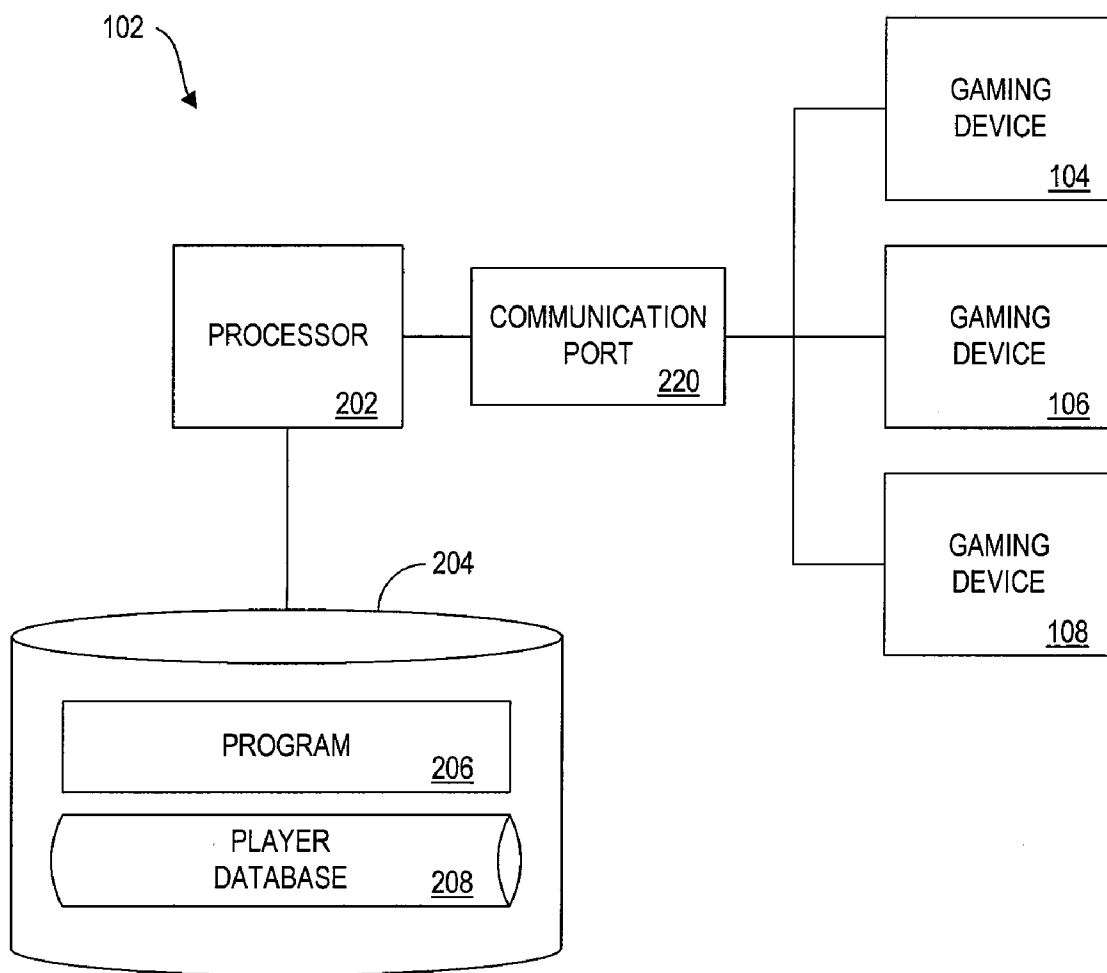 102
GAMING
DEVICE
104
PROCESSOR
202
COMMUNICATION
PORT
220
GAMING
DEVICE
106
GAMING
DEVICE
108
204
PROGRAM
206
PLAYER
DATABASE
208